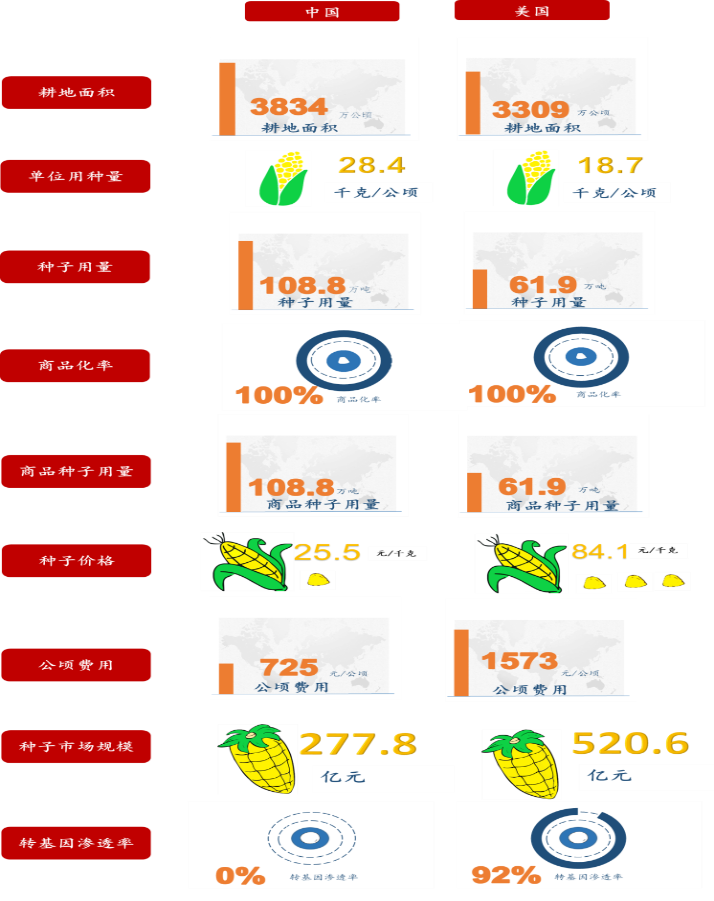 中国
美国
耕地面积
3834 万公顷
耕地面积
3309 万公顷
耕地面积
单位用种量
28.4
千克/公顷
18.7
千克/公顷
种子用量
108.8 万吨
种子用量
61.9 万吨
种子用量
商品化率
100% 商品化率
100% 商品化率
商品种子用量
108.8 万吨
商品种子用量
61.9 万吨
商品种子用量
种子价格
25.5 元/千克
84.1 元/千克
公顷费用
725 元/公顷
公顷费用
1573 元/公顷
公顷费用
种子市场规模
277.8
亿元
520.6
亿元
转基因渗透率
0% 转基因渗透率
92% 转基因渗透率